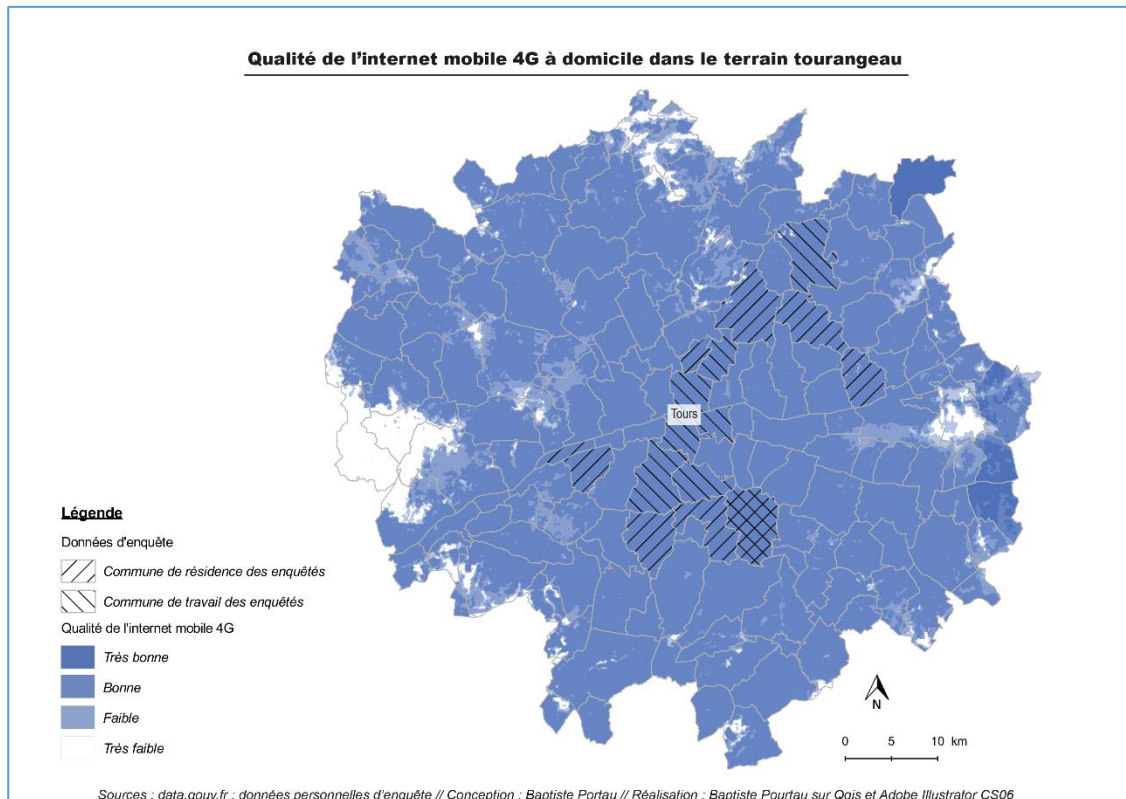 Qualité de l'internet mobile 4G à domicile dans le terrain tourangeau
Tours
Légende
Données d'enquête
Commune de résidence des enquêtés
Commune de travail des enquêtés
Qualité de l'internet mobile 4G
Très bonne
Bonne
Faible
Très faible
N
0 5 10 km
Sources : data.gouv.fr ; données personnelles d'enquête // Conception : Baptiste Portau // Réalisation : Baptiste Pourtau sur Qgis et Adobe Illustrator CS06